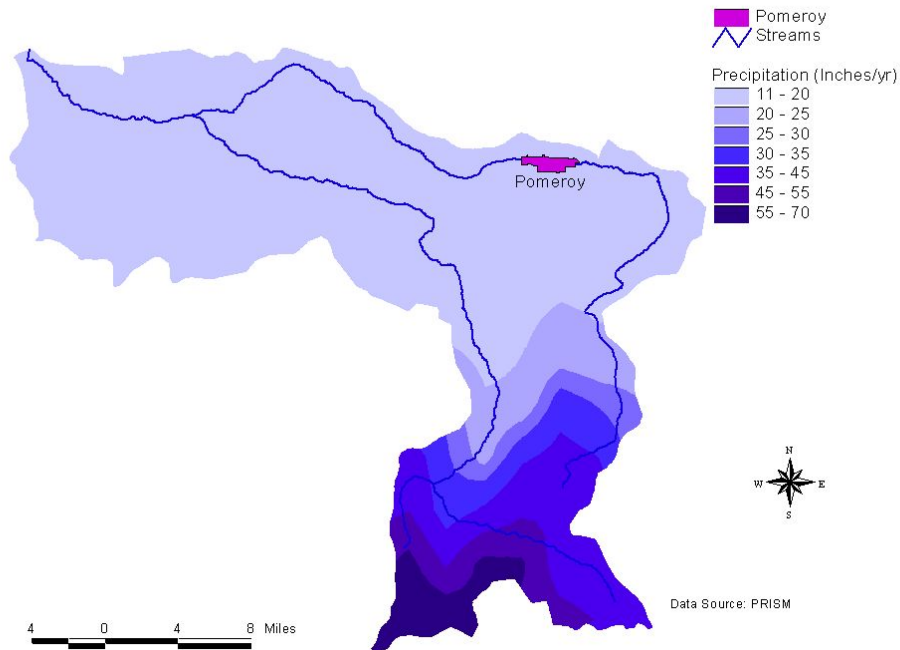 Pomeroy
Streams
Precipitation (Inches/yr)
11 - 20
20 - 25
25 - 30
30 - 35
35 - 45
45 - 55
55 - 70
Pomeroy
N
W E
S
Data Source: PRISM
4 0 4 8 Miles